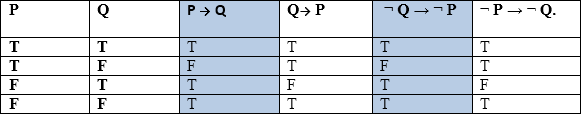 P Q P → Q Q→ P ¬ Q → ¬ P ¬ P → ¬ Q.
T T T T T T
T F F T F T
F T T F T F
F F T T T T